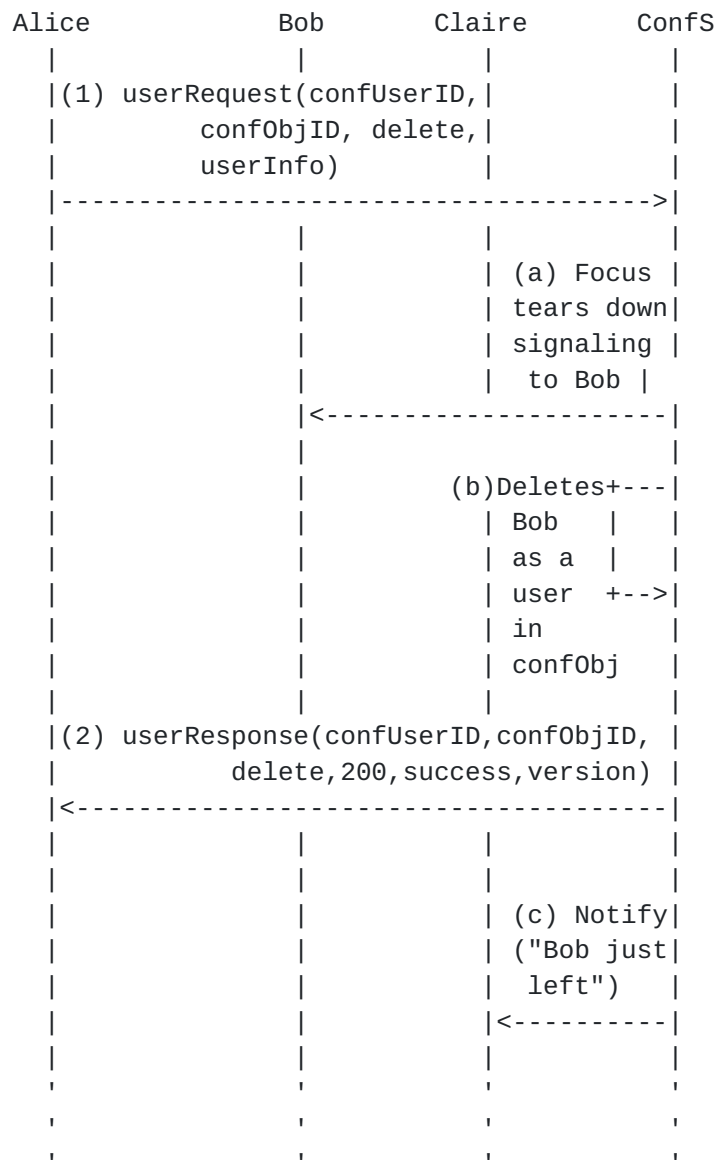 Alice Bob Claire ConfS
(1) userRequest(confUserID,
confObjID, delete,
userInfo)
(a) Focus
tears down
signaling
to Bob
(b)Deletes
Bob
as a
user
in
confObj
(2) userResponse(confUserID,confObjID,
delete,200,success,version)
(c) Notify
("Bob just
left")